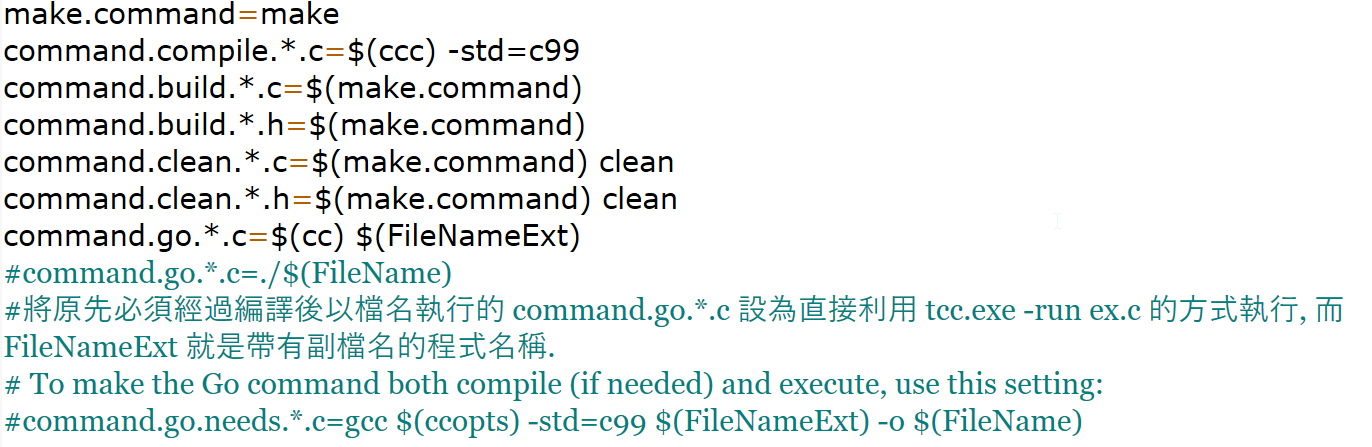 make.command=make
command.compile.*.c=$(ccc) -std=c99
command.build.*.c=$(make.command)
command.build.*.h=$(make.command)
command.clean.*.c=$(make.command) clean
command.clean.*.h=$(make.command) clean
command.go.*.c=$(cc) $(FileNameExt)
#command.go.*.c=./$(FileName)
#將原先必須經過編譯後以檔名執行的 command.go.*.c 設為直接利用 tcc.exe -run ex.c 的方式執行, 而
FileNameExt 就是帶有副檔名的程式名稱.
# To make the Go command both compile (if needed) and execute, use this setting:
#command.go.needs.*.c=gcc $(ccopts) -std=c99 $(FileNameExt) -o $(FileName)